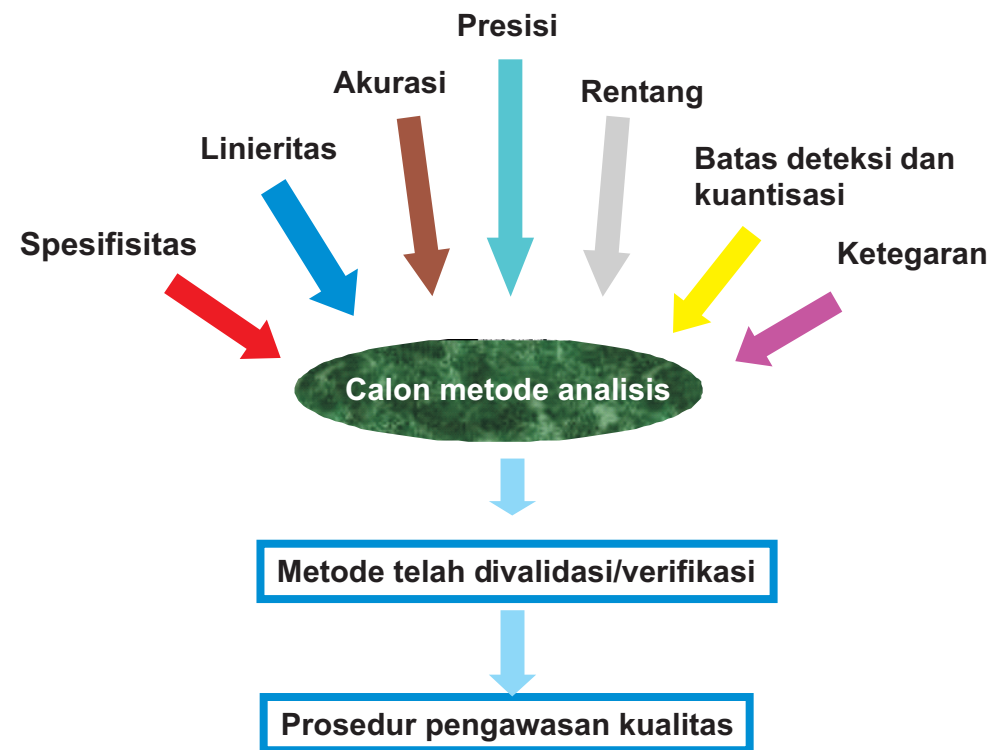 Presisi
Akurasi
Rentang
Linieritas
Batas deteksi dan
kuantisasi
Spesifisitas
Ketegaran
Calon metode analisis
Metode telah divalidasi/verifikasi
Prosedur pengawasan kualitas